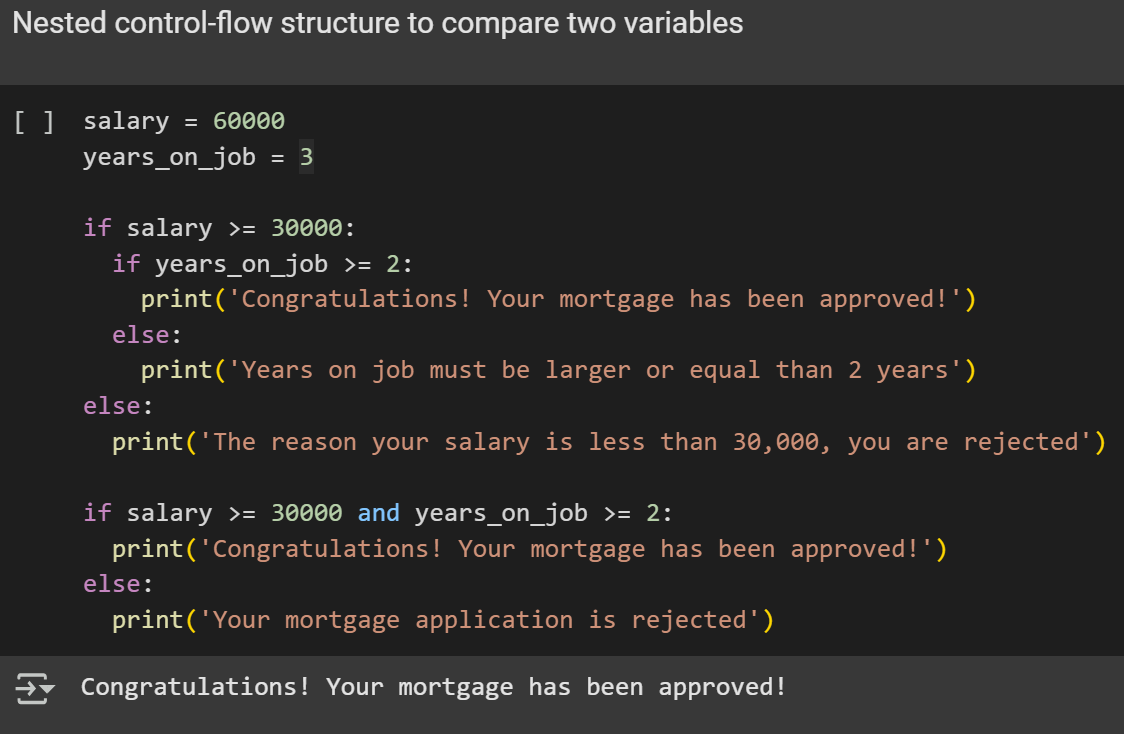 Nested control-flow structure to compare two variables
[ ] salary = 60000
years_on_job = 3
if salary >= 30000:
if years_on_job >= 2:
print('Congratulations! Your mortgage has been approved!')
else:
print('Years on job must be larger or equal than 2 years')
else:
print('The reason your salary is less than 30,000, you are rejected')
if salary >= 30000 and years_on_job >= 2:
print('Congratulations! Your mortgage has been approved!')
else:
print('Your mortgage application is rejected')
Congratulations! Your mortgage has been approved!